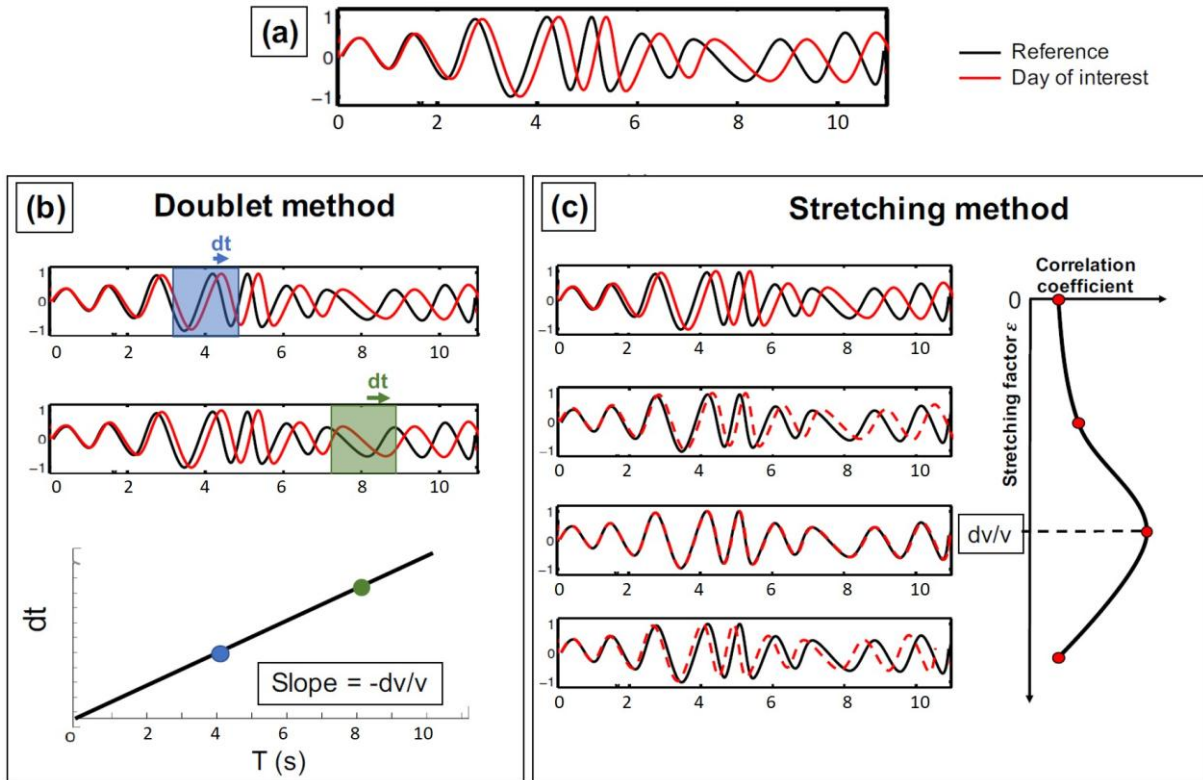 (a)
1
0
−1
0 2 4 6 8 10
Reference
Day of interest
(b)
Doublet method
dt
1
0
−1
0 2 4 6 8 10
dt
1
0
−1
0 2 4 6 8 10
dt
Slope = -dv/v
0 2 4 6 8 10
T (s)
(c)
Stretching method
1
0
−1
0 2 4 6 8 10
1
0
−1
0 2 4 6 8 10
1
0
−1
0 2 4 6 8 10
1
0
−1
0 2 4 6 8 10
Correlation
coefficient
0
Stretching factor ε
dv/v